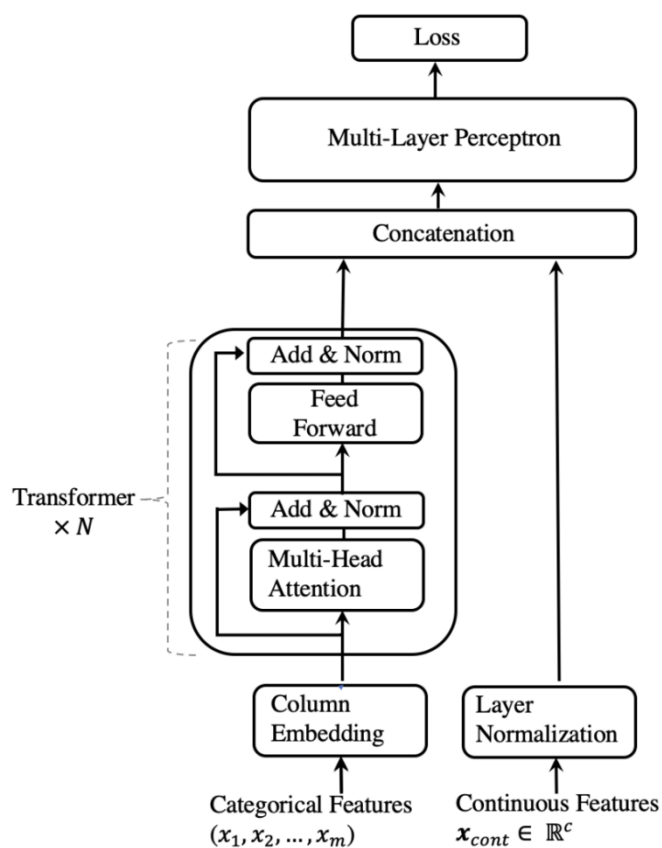 Loss
Multi-Layer Perceptron
Concatenation
Add & Norm
Feed
Forward
Transformer
× N
Add & Norm
Multi-Head
Attention
Column
Embedding
Layer
Normalization
Categorical Features
(x₁, x₂, ..., xₘ)
Continuous Features
x_cont ∈ ℝᶜ